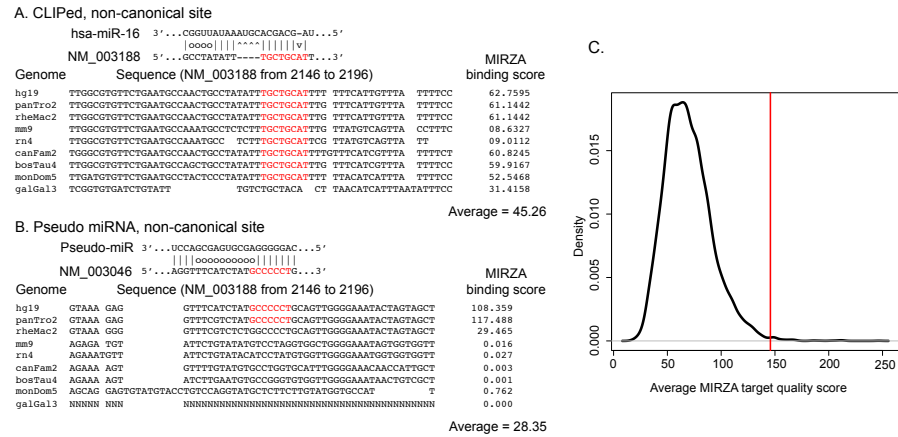 A. CLIPed, non-canonical site
hsa-miR-16 3'...CGGUUAUAAAUGCACGACG-AU...5'
|oooo||||^^^^||||||v|
NM_003188 5'...GCCTATATT----TGCTGCATT...3'
Genome Sequence (NM_003188 from 2146 to 2196) MIRZA binding score
hg19 TTGGCGTGTTCTGAATGCCAACTGCCTATATTTGCTGCATTTT TTTCATTGTTTA TTTTCC 62.7595
panTro2 TTGGCGTGTTCTGAATGCCAACTGCCTATATTTGCTGCATTTT TTTCATTGTTTA TTTTCC 61.1442
rheMac2 TTGGCGTGTTCTGAATGCCAACTGCCTATATTTGCTGCATTTG TTTCATTGTTTA TTTTCC 61.1442
mm9 TTGGCGTGTTCTGAATGCCAAATGCCTCTCTTTGCTGCATTTG TTATGTCAGTTA CCTTTC 08.6327
rn4 TTGGCGTGTTCTGAATGCCAAATGCC TCTTTGCTGCATTCG TTATGTCAGTTA TT 09.0112
canFam2 TTGGCGTGTTCTGAATGCCAACTGCCTATATTTGCTGCATTTTGTTTCATCGTTTA TTTTCT 60.8245
bosTau4 TTGGCGTGTTCTGAATGCCAGCTGCCTATATTTGCTGCATTTG TTTCATCGTTTA TTTTCC 59.9167
monDom5 TTGATGTGTTCTGAATGCCTACTCCCTATATTTGCTGCATTTT TTACATCATTTA TTTTCC 52.5468
galGal3 TCGGTGTGATCTGTATT TGTCTGCTACA CT TAACATCATTTAATATTTCC 31.4158
Average = 45.26
B. Pseudo miRNA, non-canonical site
Pseudo-miR 3'...UCCAGCGAGUGCGAGGGGGAC...5'
||||oooooooooo|||||||
NM_003046 5'...AGGTTTCATCTATGCCCCCTG...3'
Genome Sequence (NM_003188 from 2146 to 2196) MIRZA binding score
hg19 GTAAA GAG GTTTCATCTATGCCCCCTGCAGTTGGGGAAATACTAGTAGCT 108.359
panTro2 GTAAA GAG GTTTCGTCTATGCCCCCTGCAGTTGGGGAAATACTAGTAGCT 117.488
rheMac2 GTAAA GGG GTTTCGTCTCTGGCCCCTGCAGTTGGGGAAATACTAGTAGCT 29.465
mm9 AGAGA TGT ATTCTGTATATGTCCTAGGTGGCTGGGGAAATAGTGGTGGTT 0.016
rn4 AGAAATGTT ATTCTGTATACATCCTATGTGGTTGGGGAAATGGTGGTGGTT 0.027
canFam2 AGAAA AGT GTTTTGTATGTGCCTGGTGCATTTGGGGAAACAACCATTGCT 0.003
bosTau4 AGAAA AGT ATCTTGAATGTGCCGGGTGTGGTTGGGGAAATAACTGTCGCT 0.001
monDom5 AGCAG GAGTGTATGTACCTGTCCAGGTATGCTCTTCTTGTATGGTGCCAT T 0.762
galGal3 NNNNN NNN NNNNNNNNNNNNNNNNNNNNNNNNNNNNNNNNNNNNNNNNNN 0.000
Average = 28.35
C.
Density
0.015
0.010
0.005
0.000
0 50 100 150 200 250
Average MIRZA target quality score